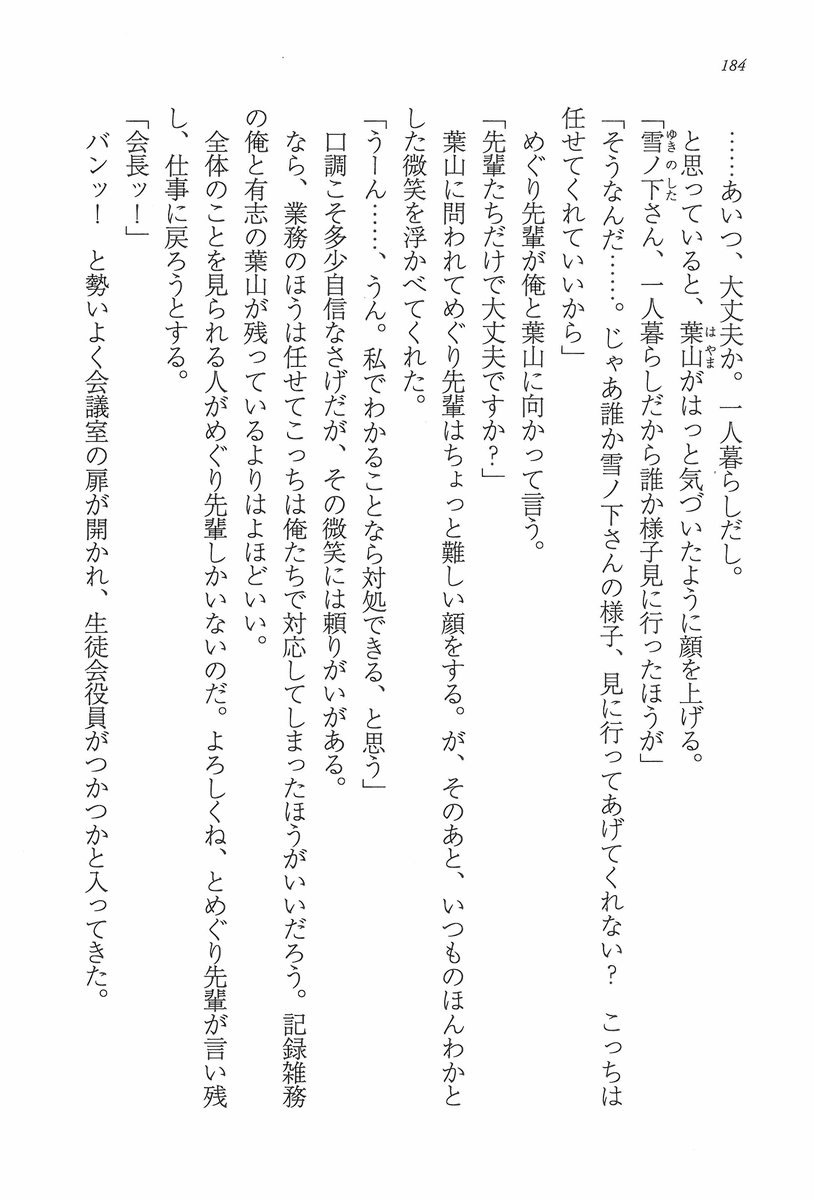 184
……あいつ、大丈夫か。一人暮らしだし。
と思っていると、葉山がはっと気づいたように顔を上げる。
「雪ノ下さん、一人暮らしだから誰か様子見に行ったほうが」
「そうなんだ……。じゃあ誰か雪ノ下さんの様子、見に行ってあげてくれない？　こっちは
任せてくれていいから」
めぐり先輩が俺と葉山に向かって言う。
「先輩たちだけで大丈夫ですか？」
葉山に問われてめぐり先輩はちょっと難しい顔をする。が、そのあと、いつものほんわかと
した微笑を浮かべてくれた。
「うーん……、うん。私でわかることなら対処できる、と思う」
口調こそ多少自信なさげだが、その微笑には頼りがいがある。
なら、業務のほうは任せてこっちは俺たちで対応してしまったほうがいいだろう。記録雑務
の俺と有志の葉山が残っているよりはよほどいい。
全体のことを見られる人がめぐり先輩しかいないのだ。よろしくね、とめぐり先輩が言い残
し、仕事に戻ろうとする。
「会長ッ！」
バンッ！　と勢いよく会議室の扉が開かれ、生徒会役員がつかつかと入ってきた。